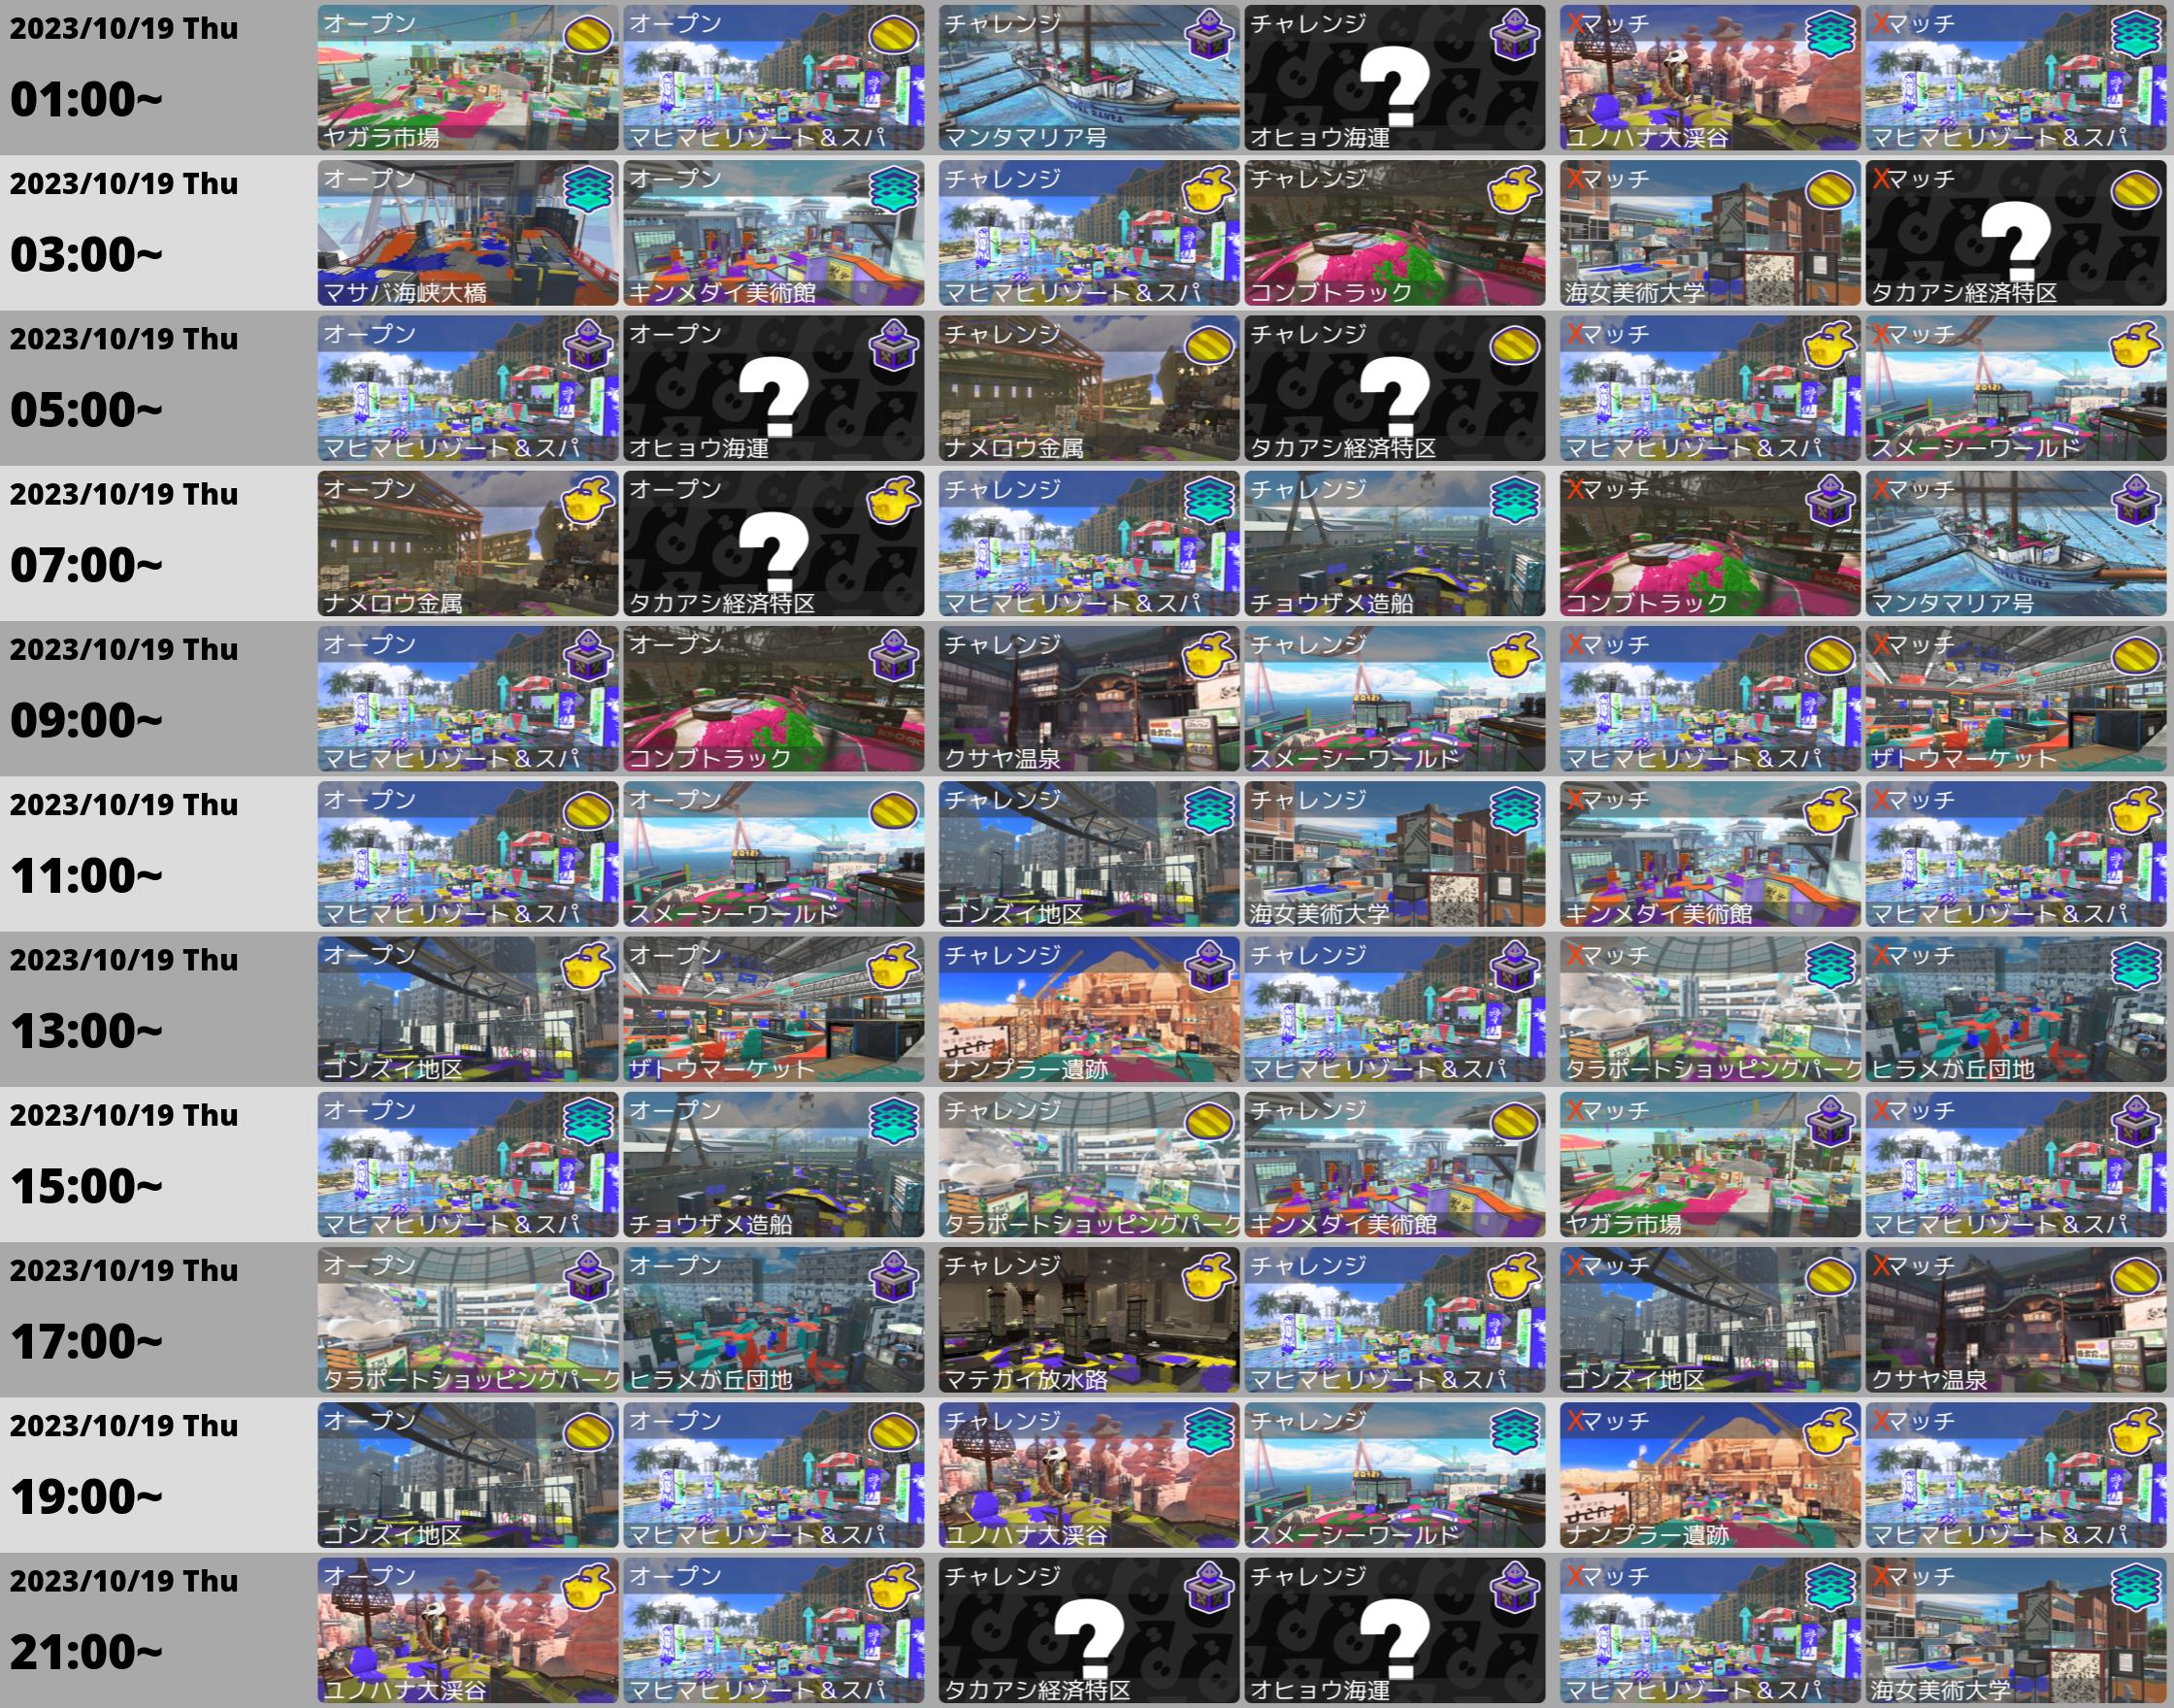 2023/10/19 Thu
01:00~
オープン
ヤガラ市場
オープン
マヒマヒリゾート&スパ
チャレンジ
マンタマリア号
チャレンジ
オヒョウ海運
Xマッチ
ユノハナ大渓谷
Xマッチ
マヒマヒリゾート&スパ
2023/10/19 Thu
03:00~
オープン
マサバ海峡大橋
オープン
キンメダイ美術館
チャレンジ
マヒマヒリゾート&スパ
チャレンジ
コンブトラック
Xマッチ
海女美術大学
Xマッチ
タカアシ経済特区
2023/10/19 Thu
05:00~
オープン
マヒマヒリゾート&スパ
オープン
オヒョウ海運
チャレンジ
ナメロウ金属
チャレンジ
タカアシ経済特区
Xマッチ
マヒマヒリゾート&スパ
Xマッチ
スメーシーワールド
2023/10/19 Thu
07:00~
オープン
ナメロウ金属
オープン
タカアシ経済特区
チャレンジ
マヒマヒリゾート&スパ
チャレンジ
チョウザメ造船
Xマッチ
コンブトラック
Xマッチ
マンタマリア号
2023/10/19 Thu
09:00~
オープン
マヒマヒリゾート&スパ
オープン
コンブトラック
チャレンジ
クサヤ温泉
チャレンジ
スメーシーワールド
Xマッチ
マヒマヒリゾート&スパ
Xマッチ
ザトウマーケット
2023/10/19 Thu
11:00~
オープン
マヒマヒリゾート&スパ
オープン
スメーシーワールド
チャレンジ
ゴンズイ地区
チャレンジ
海女美術大学
Xマッチ
キンメダイ美術館
Xマッチ
マヒマヒリゾート&スパ
2023/10/19 Thu
13:00~
オープン
ゴンズイ地区
オープン
ザトウマーケット
チャレンジ
ナンプラー遺跡
チャレンジ
マヒマヒリゾート&スパ
Xマッチ
タラポートショッピングパーク
Xマッチ
ヒラメが丘団地
2023/10/19 Thu
15:00~
オープン
マヒマヒリゾート&スパ
オープン
チョウザメ造船
チャレンジ
タラポートショッピングパーク
チャレンジ
キンメダイ美術館
Xマッチ
ヤガラ市場
Xマッチ
マヒマヒリゾート&スパ
2023/10/19 Thu
17:00~
オープン
タラポートショッピングパーク
オープン
ヒラメが丘団地
チャレンジ
マテガイ放水路
チャレンジ
マヒマヒリゾート&スパ
Xマッチ
ゴンズイ地区
Xマッチ
クサヤ温泉
2023/10/19 Thu
19:00~
オープン
ゴンズイ地区
オープン
マヒマヒリゾート&スパ
チャレンジ
ユノハナ大渓谷
チャレンジ
スメーシーワールド
Xマッチ
ナンプラー遺跡
Xマッチ
マヒマヒリゾート&スパ
2023/10/19 Thu
21:00~
オープン
ユノハナ大渓谷
オープン
マヒマヒリゾート&スパ
チャレンジ
タカアシ経済特区
チャレンジ
オヒョウ海運
Xマッチ
マヒマヒリゾート&スパ
Xマッチ
海女美術大学